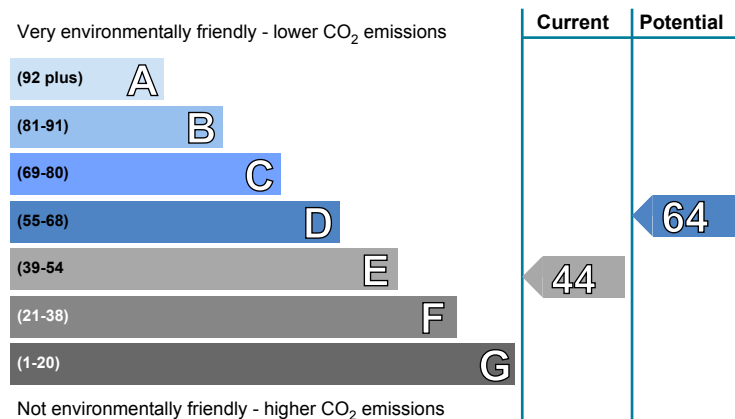 Very environmentally friendly - lower CO₂ emissions
Current
Potential
(92 plus) A
(81-91) B
(69-80) C
(55-68) D
64
(39-54 E
44
(21-38) F
(1-20) G
Not environmentally friendly - higher CO₂ emissions